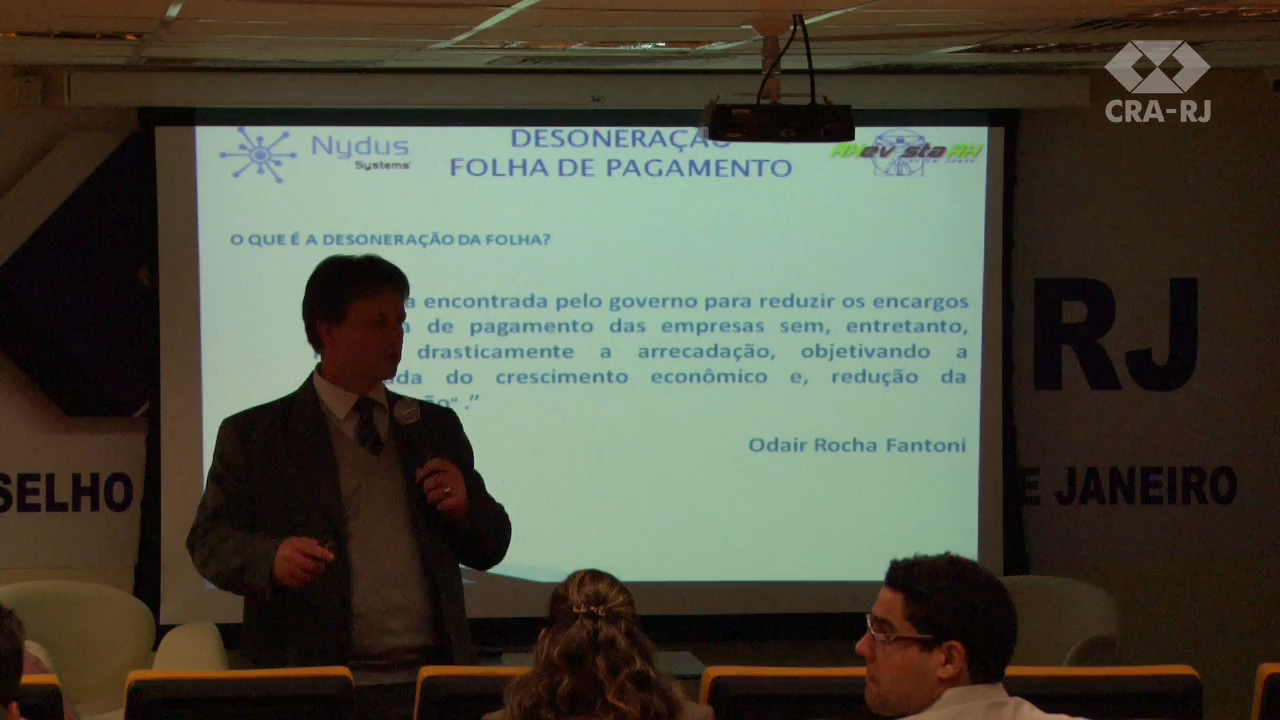 CRA-RJ
Nydus
Systems
DESONERAÇÃO
FOLHA DE PAGAMENTO
O QUE É A DESONERAÇÃO DA FOLHA?
encontrada pelo governo para reduzir os encargos
de pagamento das empresas sem, entretanto,
drasticamente a arrecadação, objetivando a
do crescimento econômico e, redução da
.”
Odair Rocha Fantoni
RJ
SELHO
E JANEIRO